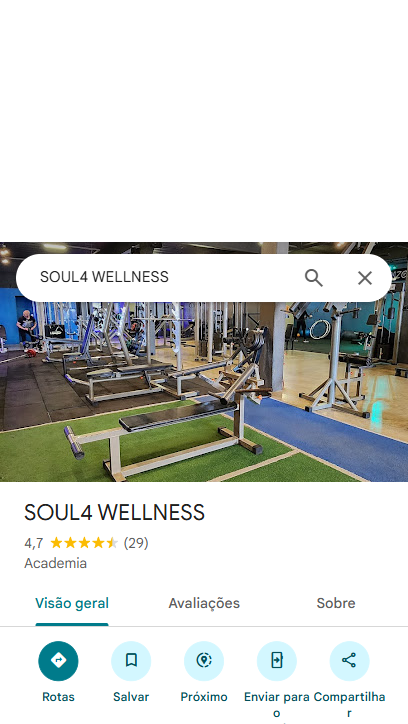 SOUL4 WELLNESS
SOUL4 WELLNESS
4,7 (29)
Academia
Visão geral Avaliações Sobre
Rotas Salvar Próximo Enviar para o Compartilhar